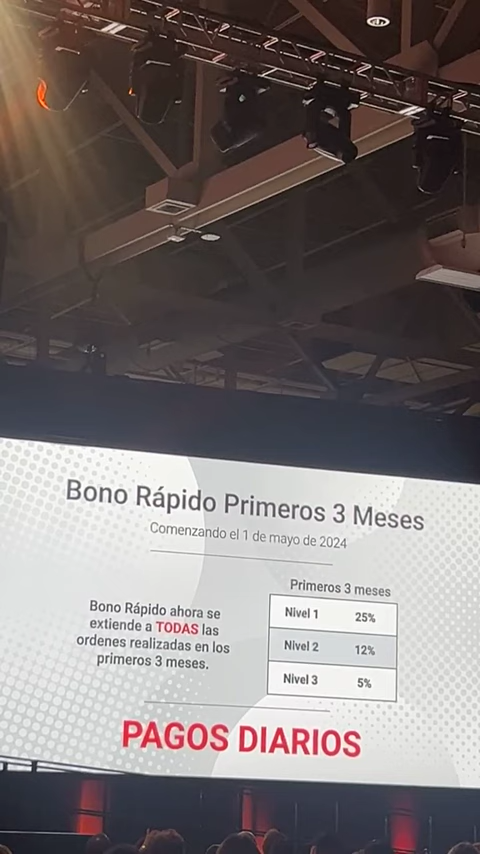 Bono Rápido Primeros 3 Meses
Comenzando el 1 de mayo de 2024
Bono Rápido ahora se
extiende a TODAS las
ordenes realizadas en los
primeros 3 meses.
Primeros 3 meses
Nivel 1 25%
Nivel 2 12%
Nivel 3 5%
PAGOS DIARIOS